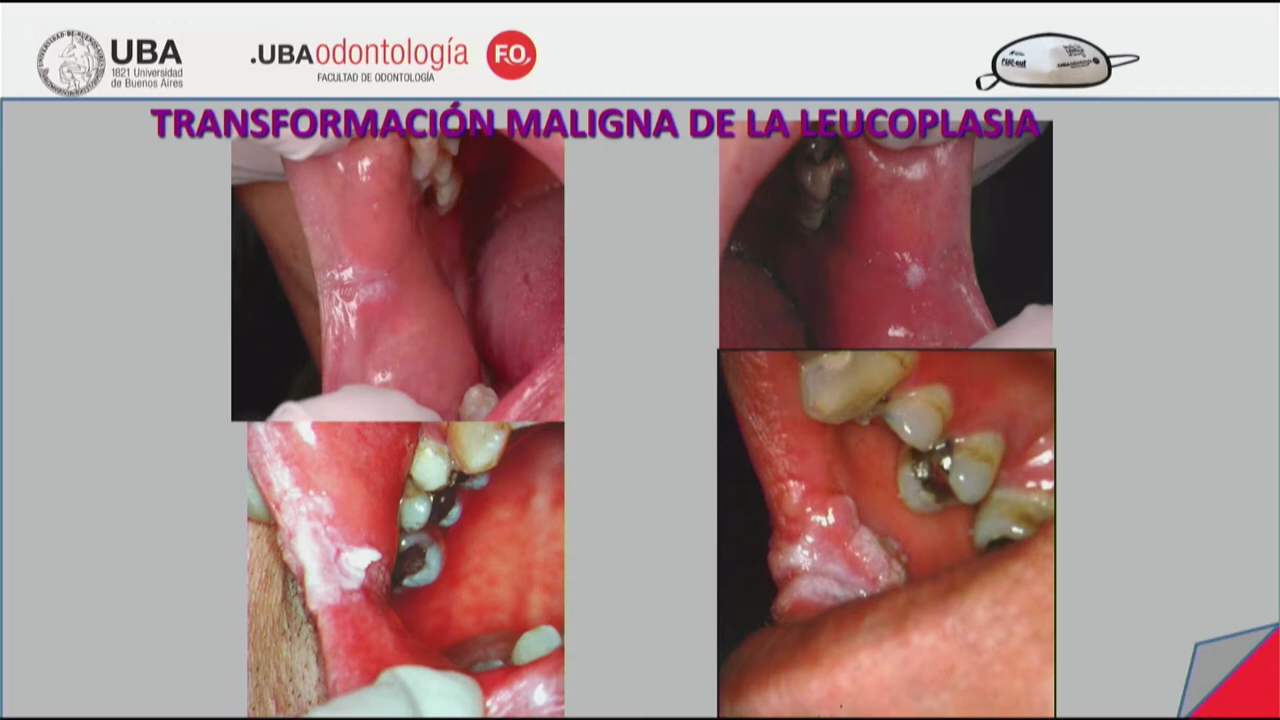 UBA
1821 Universidad
de Buenos Aires
.UBAodontología
FACULTAD DE ODONTOLOGÍA
F.O.
TRANSFORMACIÓN MALIGNA DE LA LEUCOPLASIA